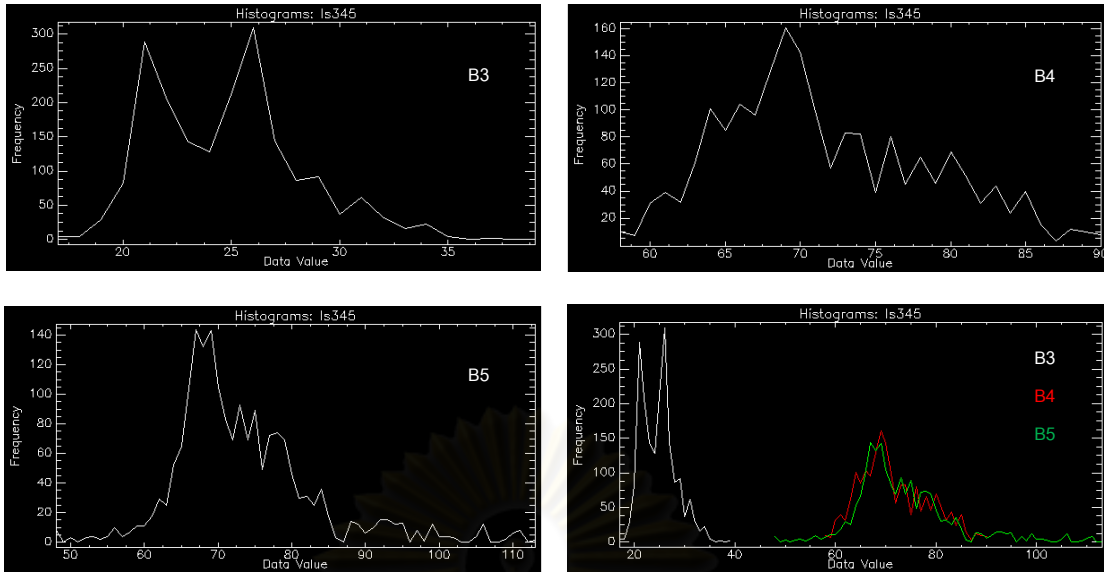 Histograms: ls345
300
250
200
150
100
50
0
Frequency
B3
20 25 30 35
Data Value
Histograms: ls345
160
140
120
100
80
60
40
20
Frequency
B4
60 65 70 75 80 85 90
Data Value
Histograms: ls345
140
120
100
80
60
40
20
0
Frequency
B5
50 60 70 80 90 100 110
Data Value
Histograms: ls345
300
250
200
150
100
50
0
Frequency
B3
B4
B5
20 40 60 80 100
Data Value